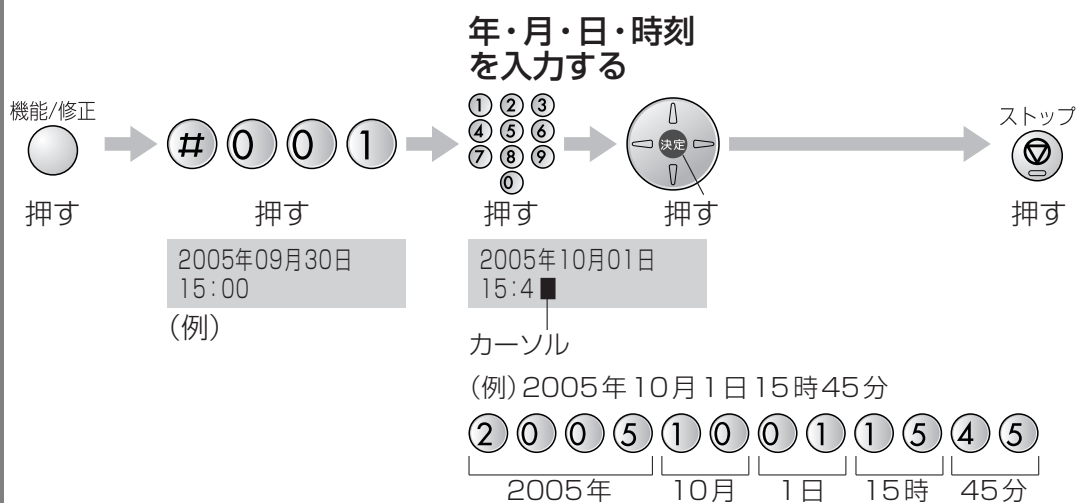 年・月・日・時刻
を入力する
機能/修正
# 0 0 1
1 2 3
4 5 6
7 8 9
0
決定
ストップ
押す 押す 押す 押す 押す
2005年09月30日
15:00
(例)
2005年10月01日
15:4
カーソル
(例)2005年10月1日15時45分
2 0 0 5 1 0 0 1 1 5 4 5
2005年 10月 1日 15時 45分